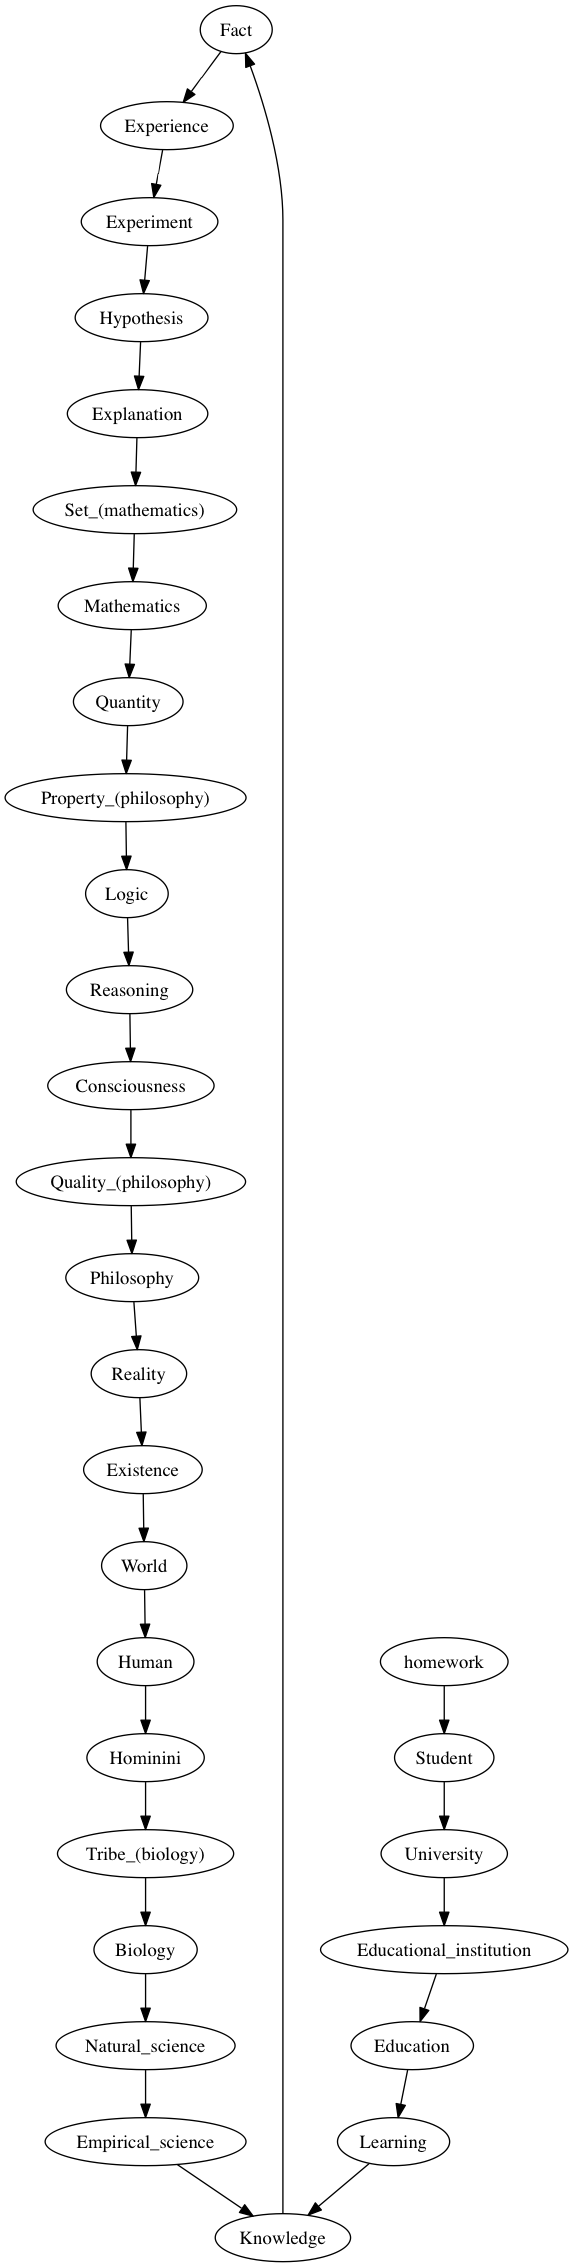 Fact
Experience
Experiment
Hypothesis
Explanation
Set_(mathematics)
Mathematics
Quantity
Property_(philosophy)
Logic
Reasoning
Consciousness
Quality_(philosophy)
Philosophy
Reality
Existence
World
Human
homework
Hominini
Student
Tribe_(biology)
University
Biology
Educational_institution
Natural_science
Education
Empirical_science
Learning
Knowledge